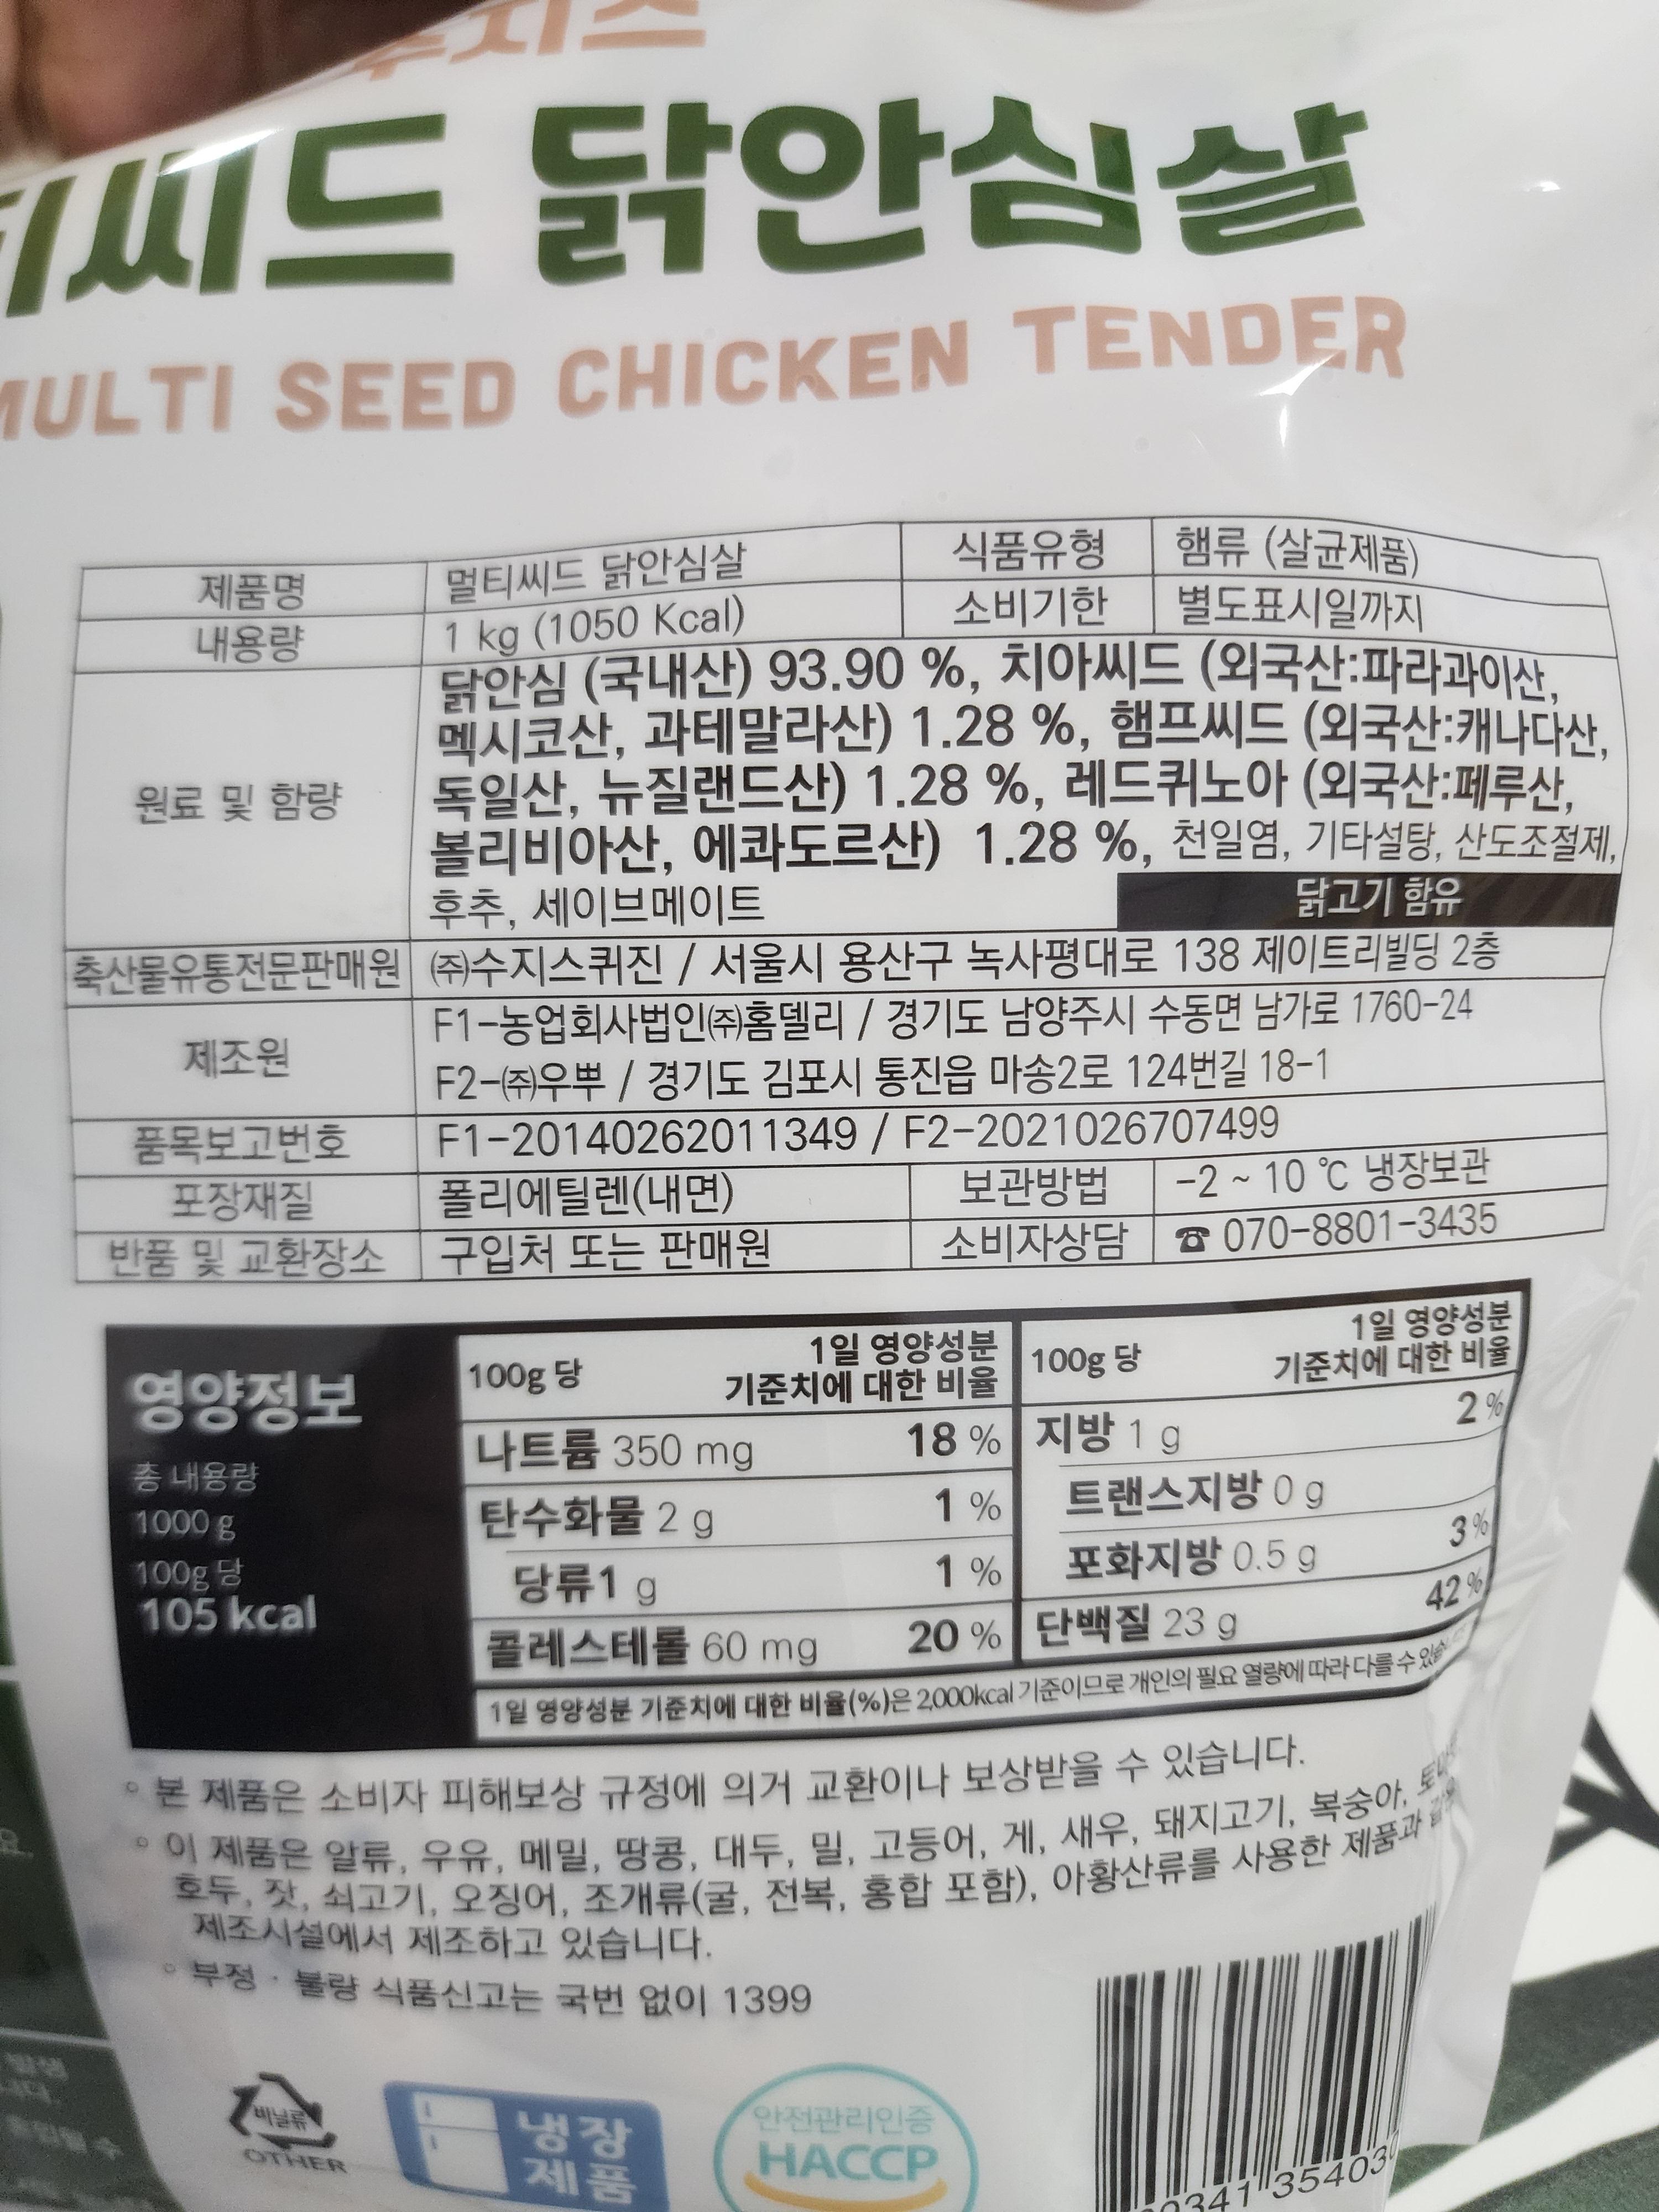 수지스
티씨드 닭안심살
MULTI SEED CHICKEN TENDER
제품명 멀티씨드 닭안심살 식품유형 햄류 (살균제품)
내용량 1 kg (1050 Kcal) 소비기한 별도표시일까지
원료 및 함량 닭안심 (국내산) 93.90 %, 치아씨드 (외국산:파라과이산,
멕시코산, 과테말라산) 1.28 %, 햄프씨드 (외국산:캐나다산,
독일산, 뉴질랜드산) 1.28 %, 레드퀴노아 (외국산:페루산,
볼리비아산, 에콰도르산) 1.28 %, 천일염, 기타설탕, 산도조절제,
후추, 세이브메이트 닭고기 함유
축산물유통전문판매원 ㈜수지스퀴진 / 서울시 용산구 녹사평대로 138 제이트리빌딩 2층
제조원 F1-농업회사법인㈜홈델리 / 경기도 남양주시 수동면 남가로 1760-24
F2-㈜우뿌 / 경기도 김포시 통진읍 마송2로 124번길 18-1
품목보고번호 F1-20140262011349 / F2-2021026707499
포장재질 폴리에틸렌(내면) 보관방법 -2 ~ 10 ℃ 냉장보관
반품 및 교환장소 구입처 또는 판매원 소비자상담 ☎ 070-8801-3435
영양정보
총 내용량
1000 g
100g 당
105 kcal
100g 당 1일 영양성분
기준치에 대한 비율
나트륨 350 mg 18 %
탄수화물 2 g 1 %
당류1 g 1 %
콜레스테롤 60 mg 20 %
100g 당 1일 영양성분
기준치에 대한 비율
지방 1 g 2 %
트랜스지방 0 g
포화지방 0.5 g 3 %
단백질 23 g 42 %
1일 영양성분 기준치에 대한 비율(%)은 2,000kcal 기준이므로 개인의 필요 열량에 따라 다를 수
◦ 본 제품은 소비자 피해보상 규정에 의거 교환이나 보상받을 수 있습니다.
◦ 이 제품은 알류, 우유, 메밀, 땅콩, 대두, 밀, 고등어, 게, 새우, 돼지고기, 복숭아,
호두, 잣, 쇠고기, 오징어, 조개류(굴, 전복, 홍합 포함), 아황산류를 사용한 제품과
제조시설에서 제조하고 있습니다.
◦ 부정 · 불량 식품신고는 국번 없이 1399
비닐류
OTHER
냉장
제품
안전관리인증
HACCP